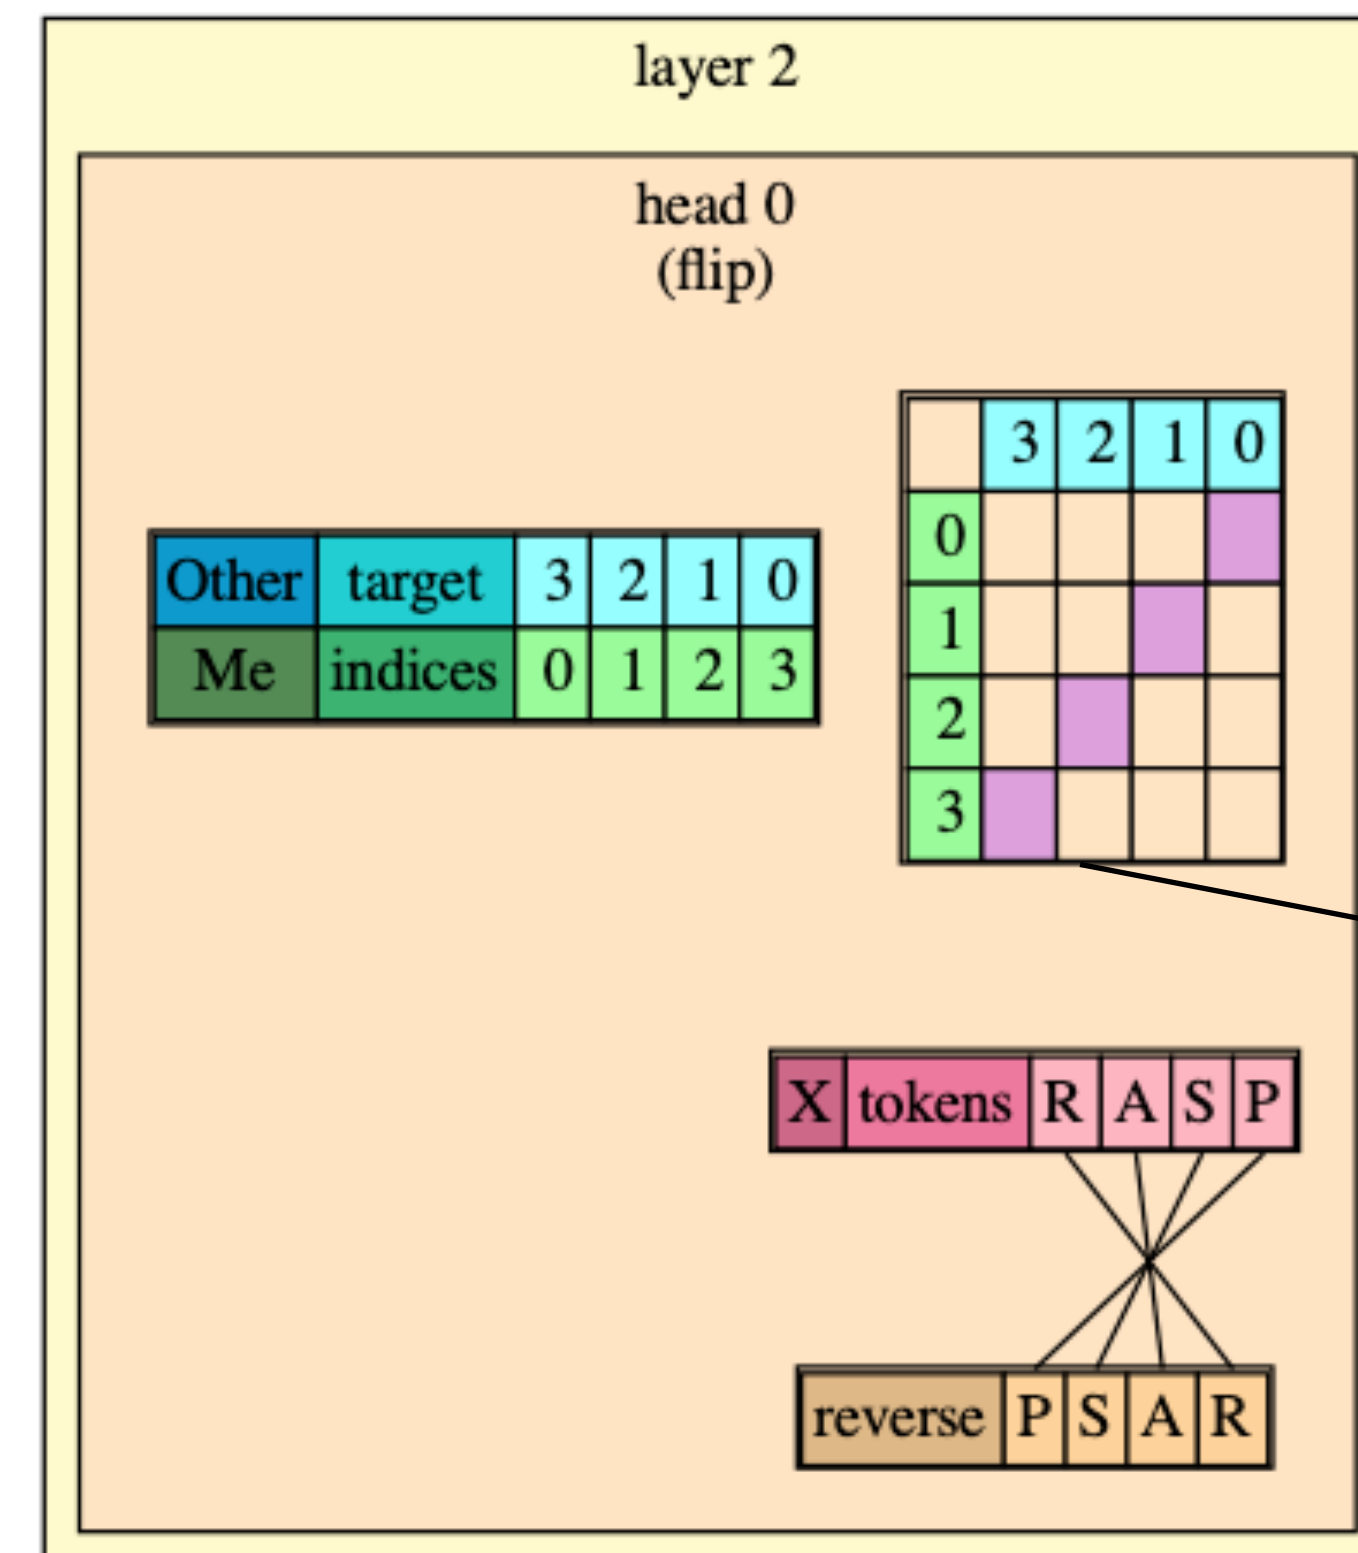 layer 2
head 0
(flip)
3 2 1 0
0
1
2
3
Other target 3 2 1 0
Me indices 0 1 2 3
X tokens R A S P
reverse P S A R